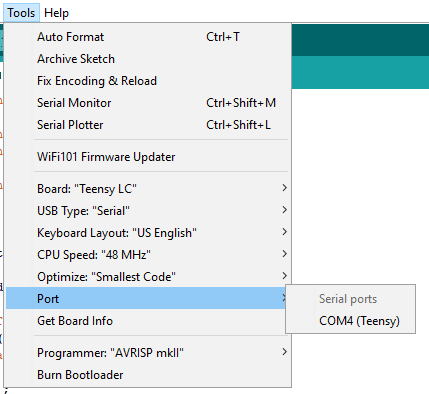 Tools Help
Auto Format Ctrl+T
Archive Sketch
Fix Encoding & Reload
Serial Monitor Ctrl+Shift+M
Serial Plotter Ctrl+Shift+L
WiFi101 Firmware Updater
Board: "Teensy LC"
USB Type: "Serial"
Keyboard Layout: "US English"
CPU Speed: "48 MHz"
Optimize: "Smallest Code"
Port
Serial ports
COM4 (Teensy)
Get Board Info
Programmer: "AVRISP mkII"
Burn Bootloader